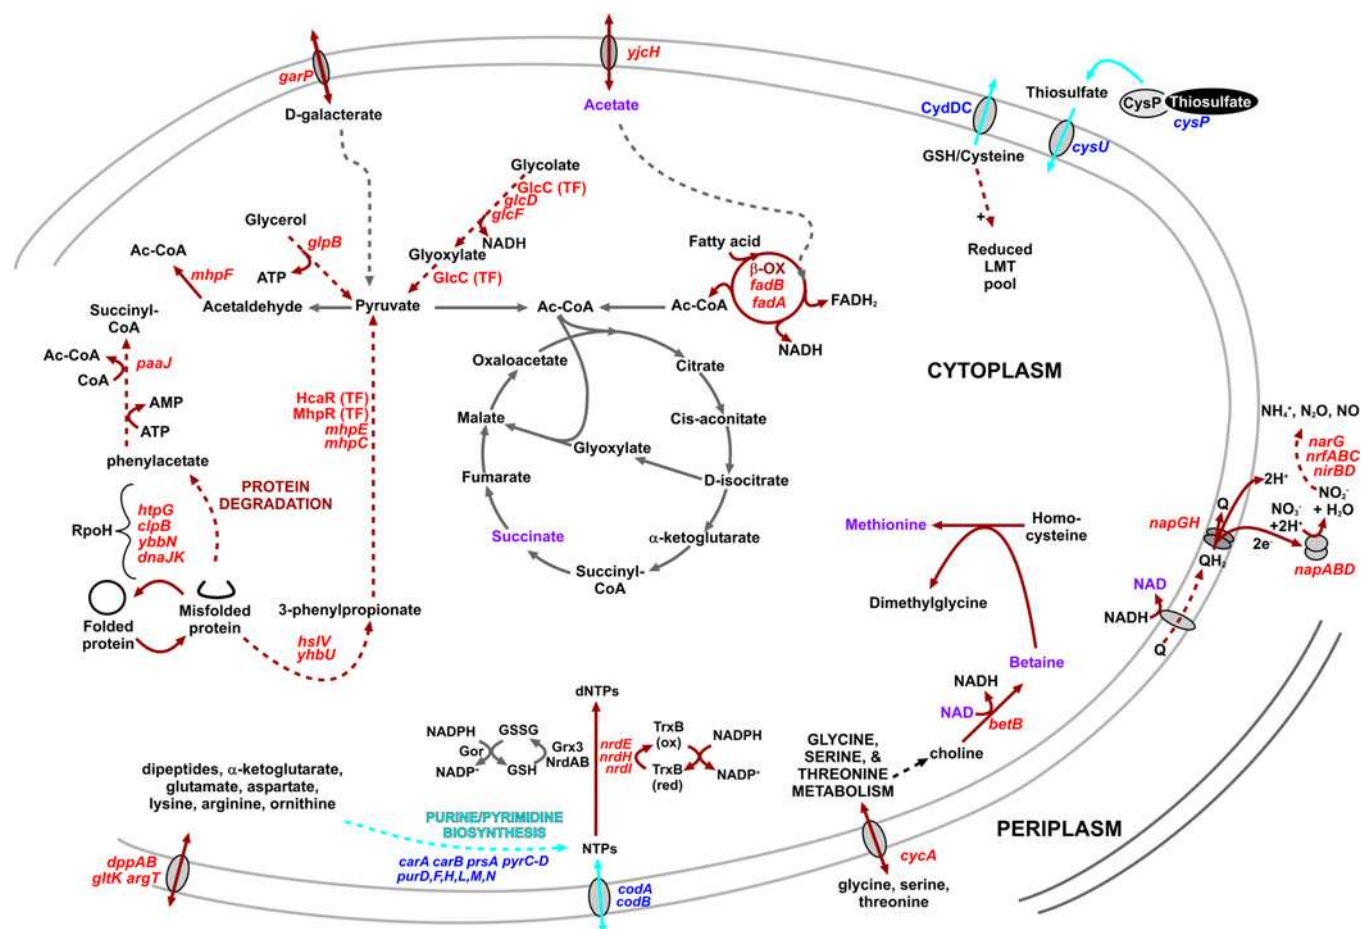 garP
D-galacterate
yjcH
Acetate
CydDC
GSH/Cysteine
+
Reduced
LMT
pool
Thiosulfate
cysU
CysP
Thiosulfate
cysP
Glycolate
GlcC (TF)
glcD
glcF
NADH
Glyoxylate
GlcC (TF)
Glycerol
glpB
ATP
Ac-CoA
mhpF
Acetaldehyde
Pyruvate
Ac-CoA
Ac-CoA
Fatty acid
β-OX
fadB
fadA
FADH₂
NADH
Succinyl-
CoA
Ac-CoA
CoA
paaJ
AMP
ATP
phenylacetate
HcaR (TF)
MhpR (TF)
mhpE
mhpC
Oxaloacetate
Citrate
Cis-aconitate
D-isocitrate
α-ketoglutarate
Succinyl-
CoA
Succinate
Fumarate
Malate
Glyoxylate
CYTOPLASM
PROTEIN
DEGRADATION
RpoH
htpG
clpB
ybbN
dnaJK
Folded
protein
Misfolded
protein
3-phenylpropionate
hslV
yhbU
Methionine
Homo-
cysteine
Dimethylglycine
Betaine
NADH
NAD
betB
choline
GLYCINE,
SERINE, &
THREONINE
METABOLISM
cycA
glycine, serine,
threonine
NH₄⁺, N₂O, NO
narG
nrfABC
nirBD
NO₂⁻
+ H₂O
NO₃⁻
+2H⁺
2H⁺
Q
napGH
2e⁻
QH₂
napABD
NAD
NADH
Q
PERIPLASM
dNTPs
NADPH
Gor
NADP⁺
GSSG
GSH
Grx3
NrdAB
nrdE
nrdH
nrdI
TrxB
(ox)
TrxB
(red)
NADPH
NADP⁺
dipeptides, α-ketoglutarate,
glutamate, aspartate,
lysine, arginine, ornithine
PURINE/PYRIMIDINE
BIOSYNTHESIS
NTPs
carA carB prsA pyrC-D
purD,F,H,L,M,N
codA
codB
dppAB
gltK argT